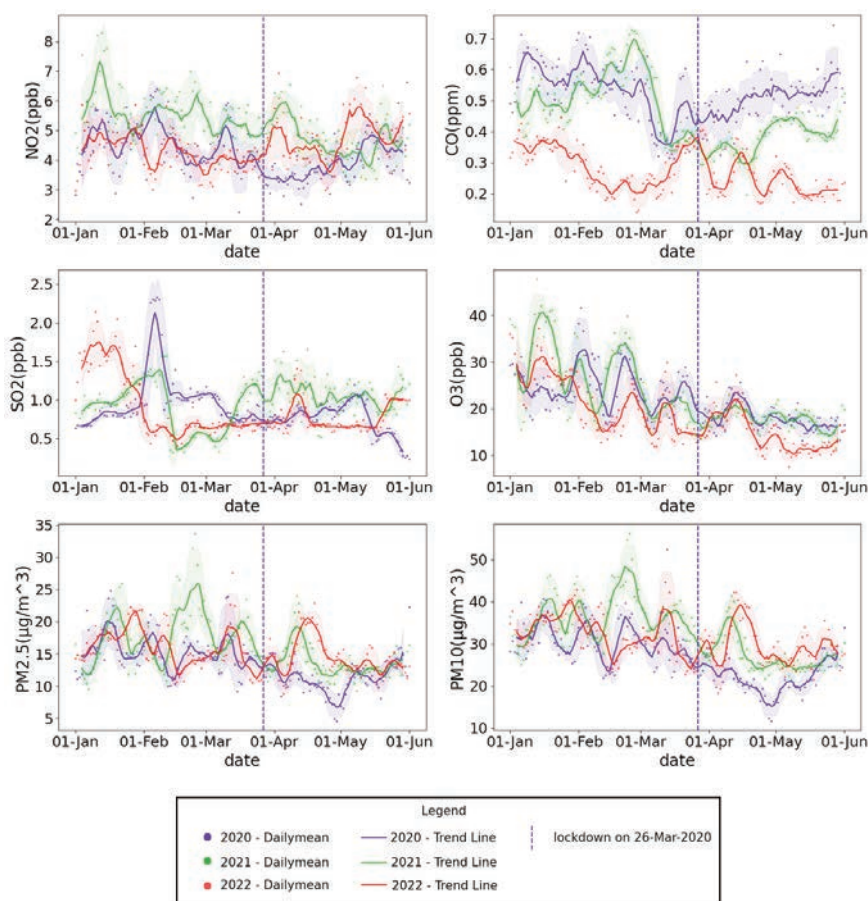 8
7
6
5
4
3
2
NO2(ppb)
01-Jan 01-Feb 01-Mar 01-Apr 01-May 01-Jun
date
0.7
0.6
0.5
0.4
0.3
0.2
CO(ppm)
01-Jan 01-Feb 01-Mar 01-Apr 01-May 01-Jun
date
2.5
2.0
1.5
1.0
0.5
SO2(ppb)
01-Jan 01-Feb 01-Mar 01-Apr 01-May 01-Jun
date
40
30
20
10
O3(ppb)
01-Jan 01-Feb 01-Mar 01-Apr 01-May 01-Jun
date
35
30
25
20
15
10
5
PM2.5(µg/m^3)
01-Jan 01-Feb 01-Mar 01-Apr 01-May 01-Jun
date
50
40
30
20
10
PM10(µg/m^3)
01-Jan 01-Feb 01-Mar 01-Apr 01-May 01-Jun
date
Legend
2020 - Dailymean 2020 - Trend Line lockdown on 26-Mar-2020
2021 - Dailymean 2021 - Trend Line
2022 - Dailymean 2022 - Trend Line